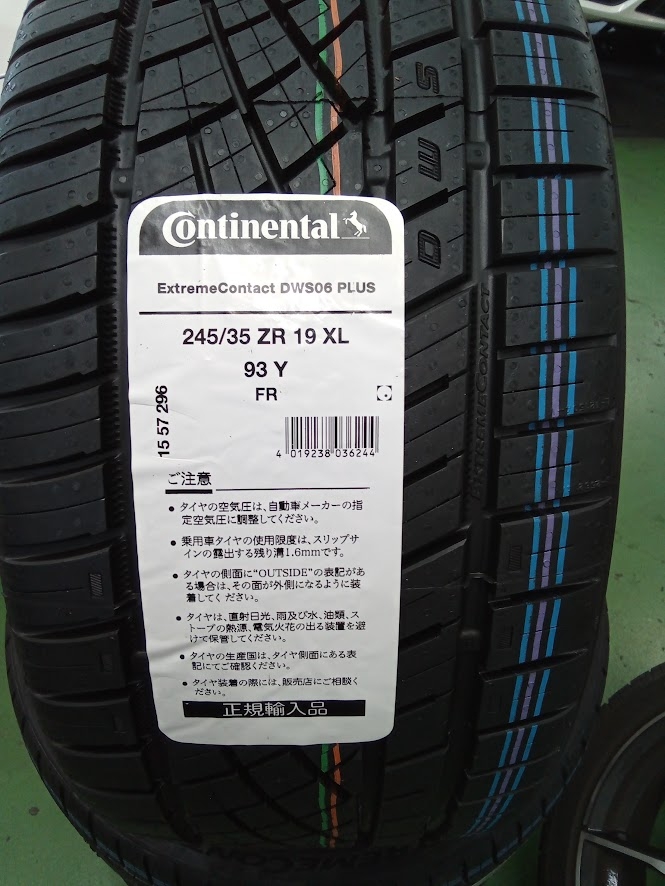 S
W
D
Continental
ExtremeContact DWS06 PLUS
245/35 ZR 19 XL
93 Y
FR
15 57 296
4 019238 036244
ご注意
• タイヤの空気圧は、自動車メーカーの指
定空気圧に調整してください。
• 乗用車タイヤの使用限度は、スリップサ
インの露出する残り溝1.6mmです。
• タイヤの側面に"OUTSIDE"の表記があ
る場合は、その面が外側になるように装
着してください。
• タイヤは、直射日光、雨及び水、油類、ス
トーブの熱源、電気火花の出る装置を避
けて保管してください。
• タイヤの生産国は、タイヤ側面にある表
記にてご確認ください。
• タイヤ装着の際には、販売店にご相談く
ださい。
正規輸入品
EXTREMECONTACT